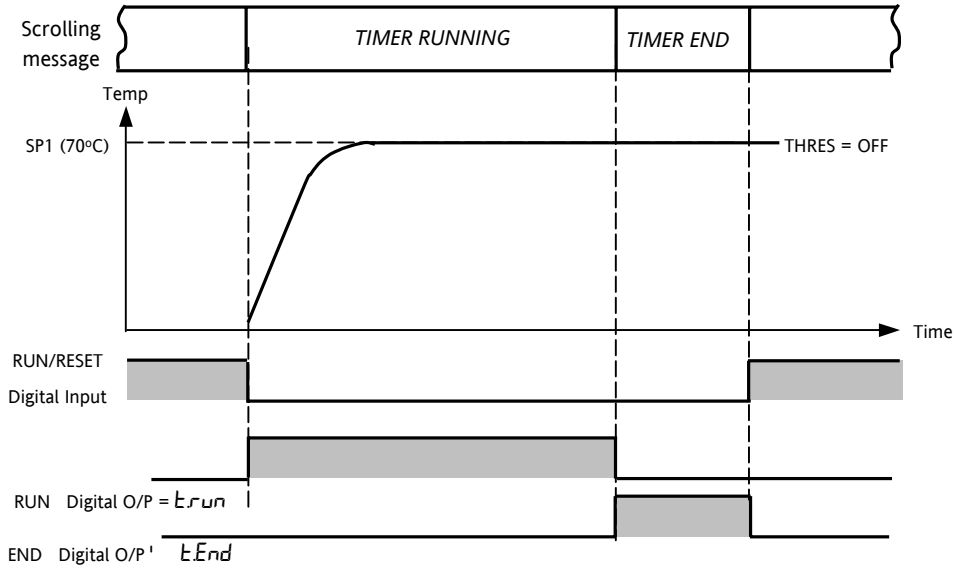 Scrolling
message
TIMER RUNNING
TIMER END
Temp
SP1 (70ºC)
THRES = OFF
Time
RUN/RESET
Digital Input
RUN Digital O/P = t.run
END Digital O/P ' t.End